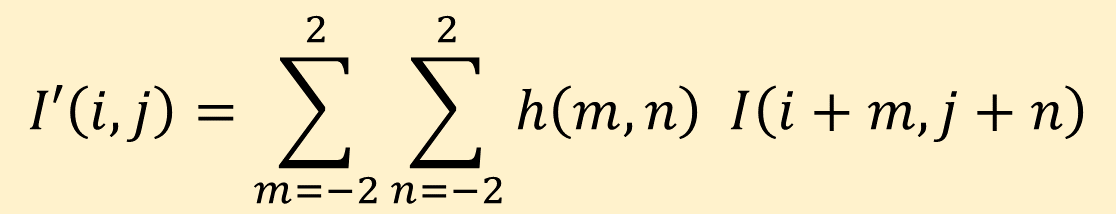 I′(i, j) = ∑_{m=−2}^{2} ∑_{n=−2}^{2} h(m, n) I(i + m, j + n)